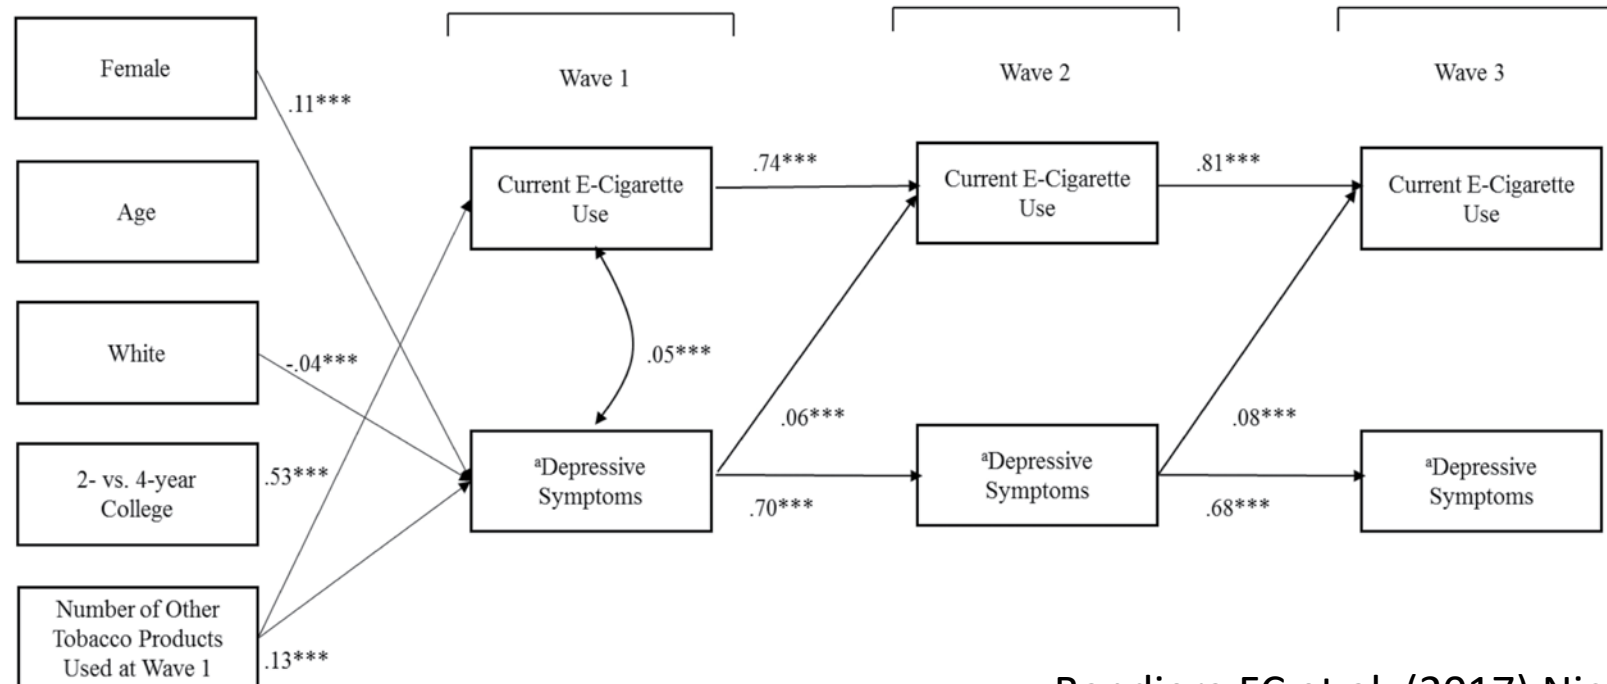 Female
.11***
Age
White
-.04***
2- vs. 4-year
College
.53***
Number of Other
Tobacco Products
Used at Wave 1
.13***
Wave 1
Current E-Cigarette
Use
.05***
ᵃDepressive
Symptoms
.74***
.06***
.70***
Wave 2
Current E-Cigarette
Use
ᵃDepressive
Symptoms
.81***
.08***
.68***
Wave 3
Current E-Cigarette
Use
ᵃDepressive
Symptoms